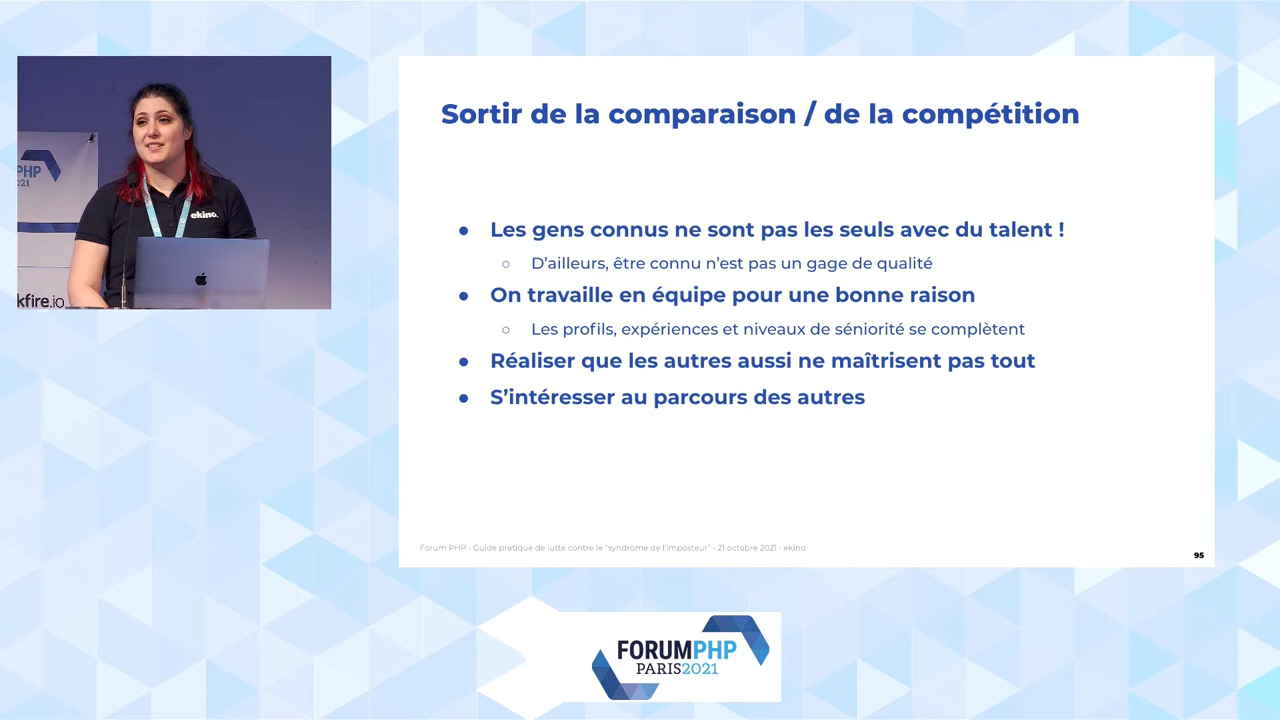 PHP
021
ekino.
kfire.io
Sortir de la comparaison / de la compétition
● Les gens connus ne sont pas les seuls avec du talent !
○ D’ailleurs, être connu n’est pas un gage de qualité
● On travaille en équipe pour une bonne raison
○ Les profils, expériences et niveaux de séniorité se complètent
● Réaliser que les autres aussi ne maîtrisent pas tout
● S’intéresser au parcours des autres
Forum PHP - Guide pratique de lutte contre le “syndrome de l’imposteur” - 21 octobre 2021 - ekino
95
FORUMPHP
PARIS2021